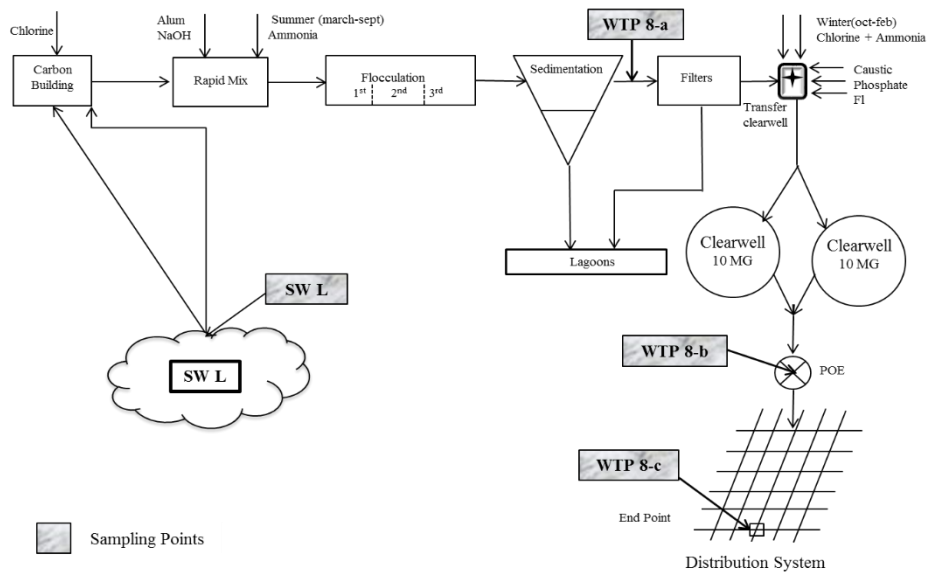 Chlorine
Alum
NaOH
Summer (march-sept)
Ammonia
WTP 8-a
Winter(oct-feb)
Chlorine + Ammonia
Carbon
Building
Rapid Mix
Flocculation
1st 2nd 3rd
Sedimentation
Filters
Caustic
Phosphate
Fl
Transfer
clearwell
Clearwell
10 MG
Clearwell
10 MG
Lagoons
SW L
SW L
WTP 8-b
POE
WTP 8-c
End Point
Sampling Points
Distribution System